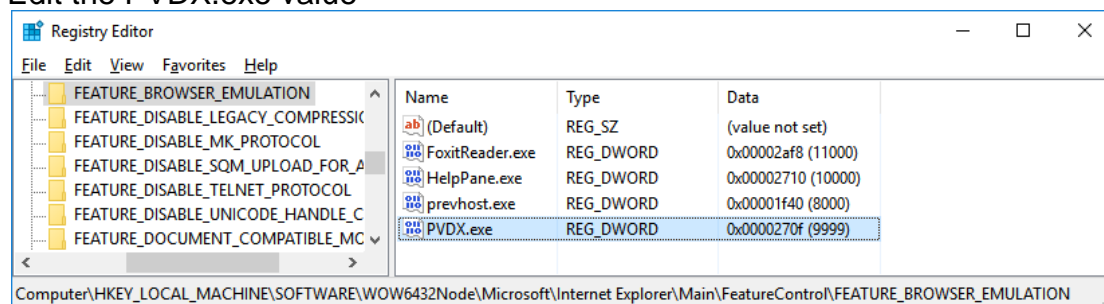 Edit the PVDX.exe value
Registry Editor
File Edit View Favorites Help
FEATURE_BROWSER_EMULATION
FEATURE_DISABLE_LEGACY_COMPRESSI
FEATURE_DISABLE_MK_PROTOCOL
FEATURE_DISABLE_SQM_UPLOAD_FOR_A
FEATURE_DISABLE_TELNET_PROTOCOL
FEATURE_DISABLE_UNICODE_HANDLE_C
FEATURE_DOCUMENT_COMPATIBLE_MC
Name Type Data
(Default) REG_SZ (value not set)
FoxitReader.exe REG_DWORD 0x00002af8 (11000)
HelpPane.exe REG_DWORD 0x00002710 (10000)
prevhost.exe REG_DWORD 0x00001f40 (8000)
PVDX.exe REG_DWORD 0x0000270f (9999)
Computer\HKEY_LOCAL_MACHINE\SOFTWARE\WOW6432Node\Microsoft\Internet Explorer\Main\FeatureControl\FEATURE_BROWSER_EMULATION